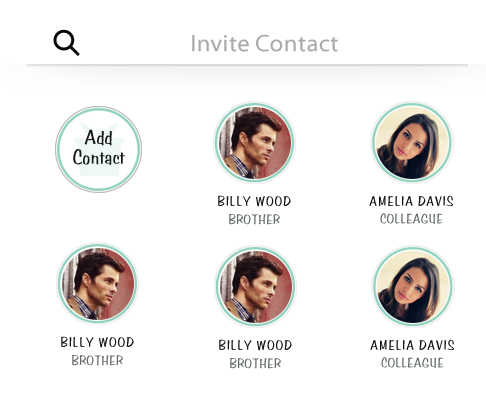 Invite Contact
Add
Contact
BILLY WOOD
BROTHER
AMELIA DAVIS
COLLEAGUE
BILLY WOOD
BROTHER
BILLY WOOD
BROTHER
AMELIA DAVIS
COLLEAGUE